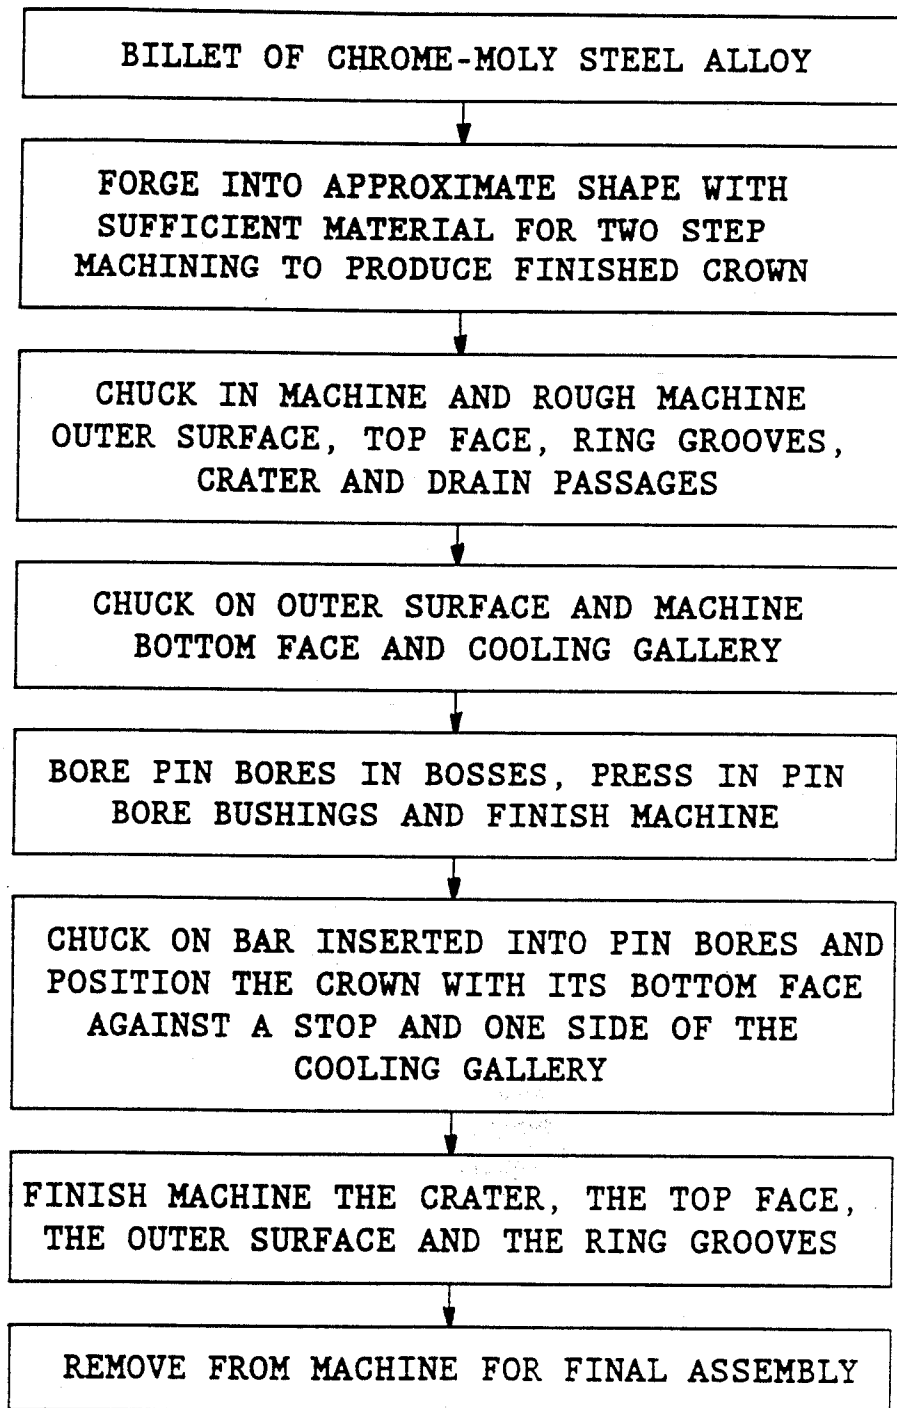 BILLET OF CHROME-MOLY STEEL ALLOY
FORGE INTO APPROXIMATE SHAPE WITH
SUFFICIENT MATERIAL FOR TWO STEP
MACHINING TO PRODUCE FINISHED CROWN
CHUCK IN MACHINE AND ROUGH MACHINE
OUTER SURFACE, TOP FACE, RING GROOVES,
CRATER AND DRAIN PASSAGES
CHUCK ON OUTER SURFACE AND MACHINE
BOTTOM FACE AND COOLING GALLERY
BORE PIN BORES IN BOSSES, PRESS IN PIN
BORE BUSHINGS AND FINISH MACHINE
CHUCK ON BAR INSERTED INTO PIN BORES AND
POSITION THE CROWN WITH ITS BOTTOM FACE
AGAINST A STOP AND ONE SIDE OF THE
COOLING GALLERY
FINISH MACHINE THE CRATER, THE TOP FACE,
THE OUTER SURFACE AND THE RING GROOVES
REMOVE FROM MACHINE FOR FINAL ASSEMBLY